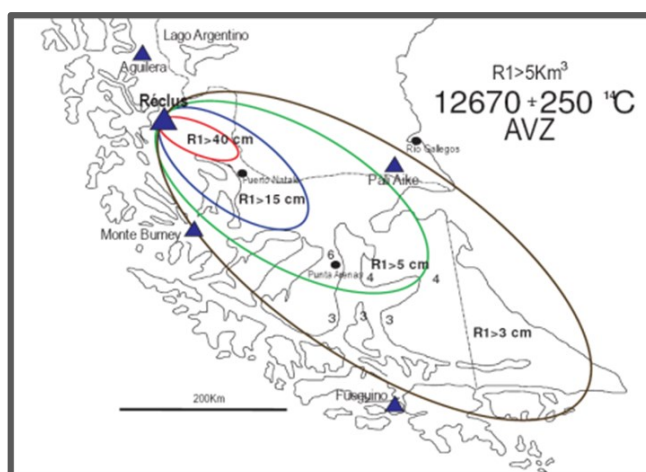 Lago Argentino
Aguilera
R1>5Km³
12670 ± 250 ¹⁴C
AVZ
Réclus
R1>40 cm
Rio Gallegos
Puerto Natale
Pali Aike
R1>15 cm
Monte Burney
6
Punta Arenas
R1>5 cm
4
4
3
3
3
R1>3 cm
200Km
Fueguino